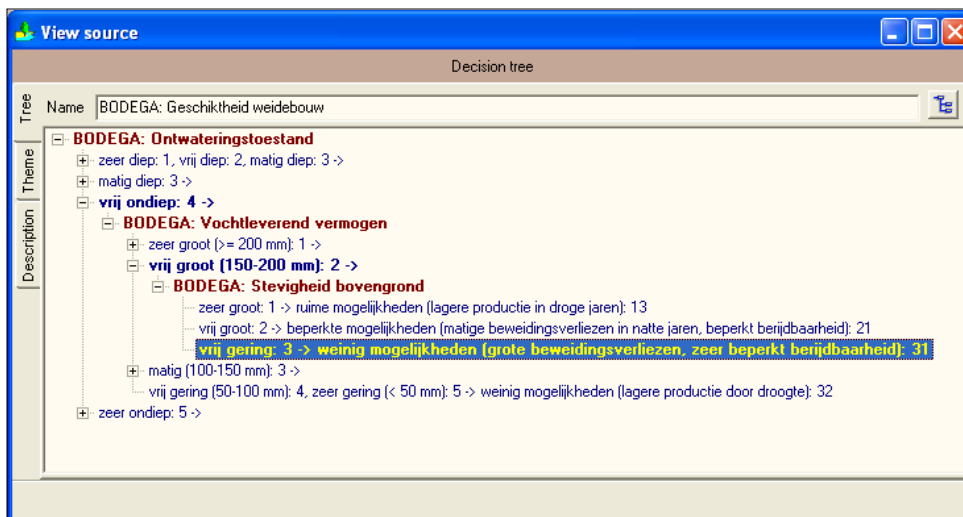 View source
Decision tree
Tree
Theme
Description
Name BODEGA: Geschiktheid weidebouw
BODEGA: Ontwateringstoestand
zeer diep: 1, vrij diep: 2, matig diep: 3 ->
matig diep: 3 ->
vrij ondiep: 4 ->
BODEGA: Vochtleverend vermogen
zeer groot (>= 200 mm): 1 ->
vrij groot (150-200 mm): 2 ->
BODEGA: Stevigheid bovengrond
zeer groot: 1 -> ruime mogelijkheden (lagere productie in droge jaren): 13
vrij groot: 2 -> beperkte mogelijkheden (matige beweidingsverliezen in natte jaren, beperkt berijdbaarheid): 21
vrij gering: 3 -> weinig mogelijkheden (grote beweidingsverliezen, zeer beperkt berijdbaarheid): 31
matig (100-150 mm): 3 ->
vrij gering (50-100 mm): 4, zeer gering (< 50 mm): 5 -> weinig mogelijkheden (lagere productie door droogte): 32
zeer ondiep: 5 ->